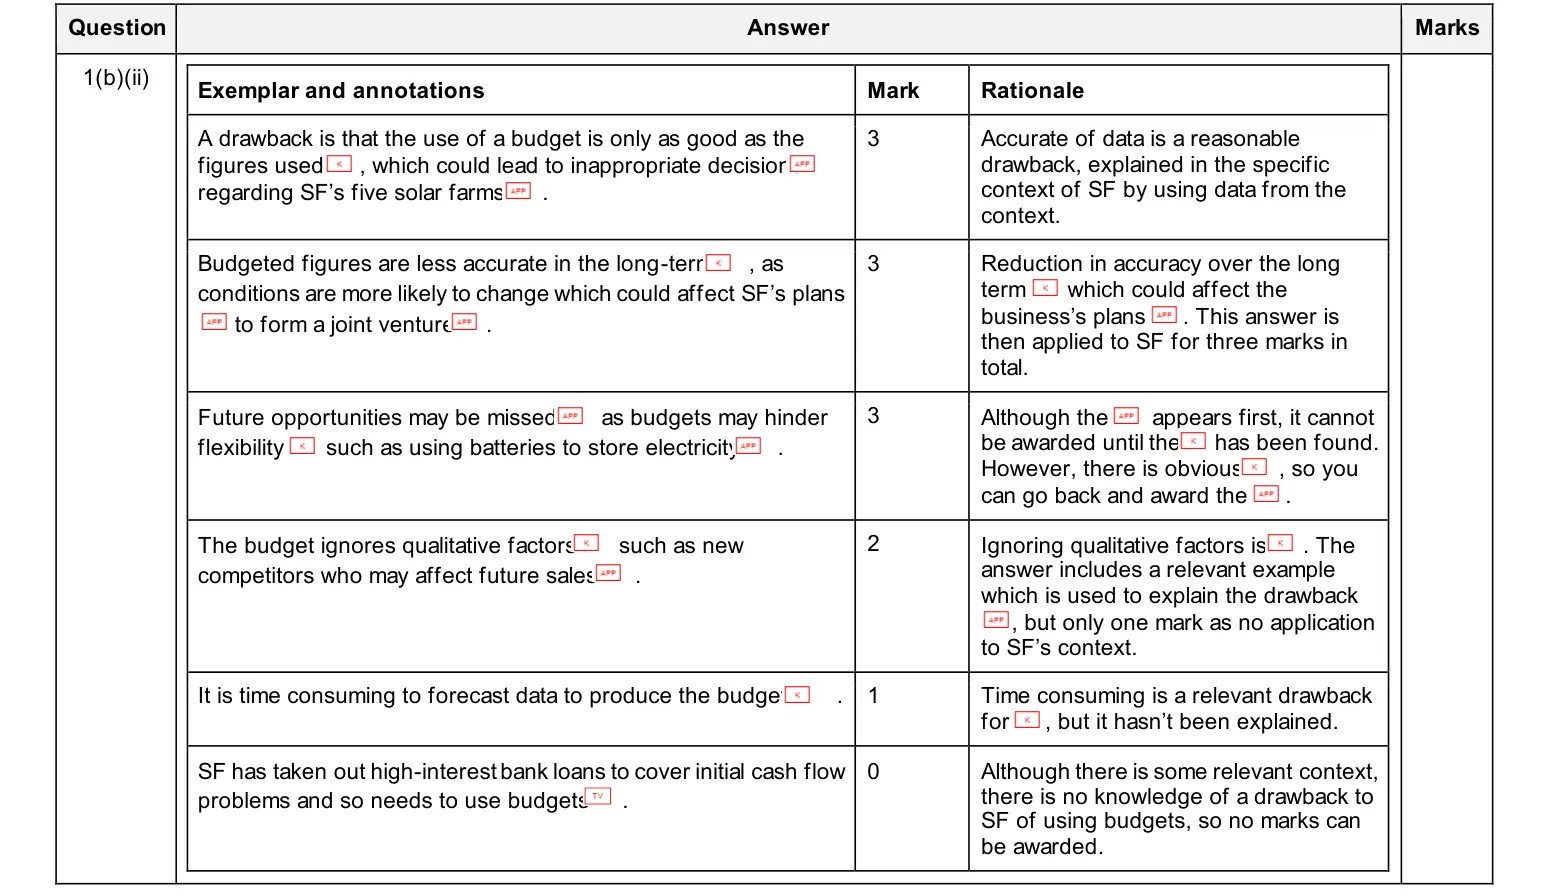 Question Answer Marks
1(b)(ii)
Exemplar and annotations Mark Rationale
A drawback is that the use of a budget is only as good as the
figures used K , which could lead to inappropriate decisior APP
regarding SF's five solar farms APP .
3
Accurate of data is a reasonable
drawback, explained in the specific
context of SF by using data from the
context.
Budgeted figures are less accurate in the long-terr K , as
conditions are more likely to change which could affect SF's plans
APP to form a joint venture APP .
3
Reduction in accuracy over the long
term K which could affect the
business's plans APP . This answer is
then applied to SF for three marks in
total.
Future opportunities may be missed APP as budgets may hinder
flexibility K such as using batteries to store electricity APP .
3
Although the APP appears first, it cannot
be awarded until the K has been found.
However, there is obvious K , so you
can go back and award the APP .
The budget ignores qualitative factors K such as new
competitors who may affect future sales APP .
2
Ignoring qualitative factors is K . The
answer includes a relevant example
which is used to explain the drawback
APP , but only one mark as no application
to SF's context.
It is time consuming to forecast data to produce the budge K .
1
Time consuming is a relevant drawback
for K , but it hasn't been explained.
SF has taken out high-interest bank loans to cover initial cash flow
problems and so needs to use budgets TV .
0
Although there is some relevant context,
there is no knowledge of a drawback to
SF of using budgets, so no marks can
be awarded.